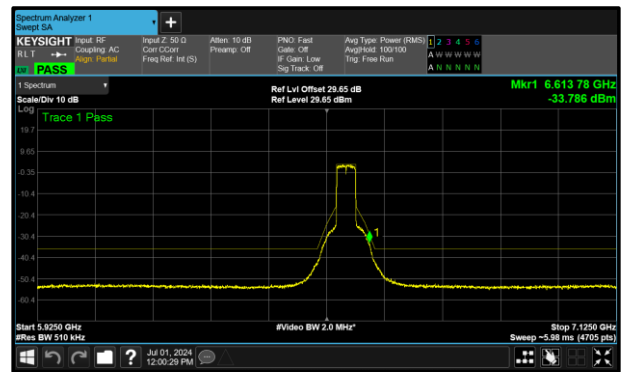 Spectrum Analyzer 1
Swept SA
+
KEYSIGHT Input: RF Input Z: 50 Ω Atten: 10 dB PNO: Fast Avg Type: Power (RMS) 1 2 3 4 5 6
RLT Coupling: AC Corr CCorr Preamp: Off Gate: Off Avg|Hold: 100/100 A W W W W W
Align: Partial Freq Ref: Int (S) IF Gain: Low Trig: Free Run
LXI PASS Sig Track: Off A N N N N N
1 Spectrum Ref Lvl Offset 29.65 dB Mkr1 6.613 78 GHz
Scale/Div 10 dB Ref Level 29.65 dBm -33.786 dBm
Log
Trace 1 Pass
19.7
9.65
-0.35
-10.4
-20.4
-30.4
1
-40.4
-50.4
-60.4
Start 5.9250 GHz #Video BW 2.0 MHz* Stop 7.1250 GHz
#Res BW 510 kHz Sweep ~5.98 ms (4705 pts)
? Jul 01, 2024
12:00:29 PM